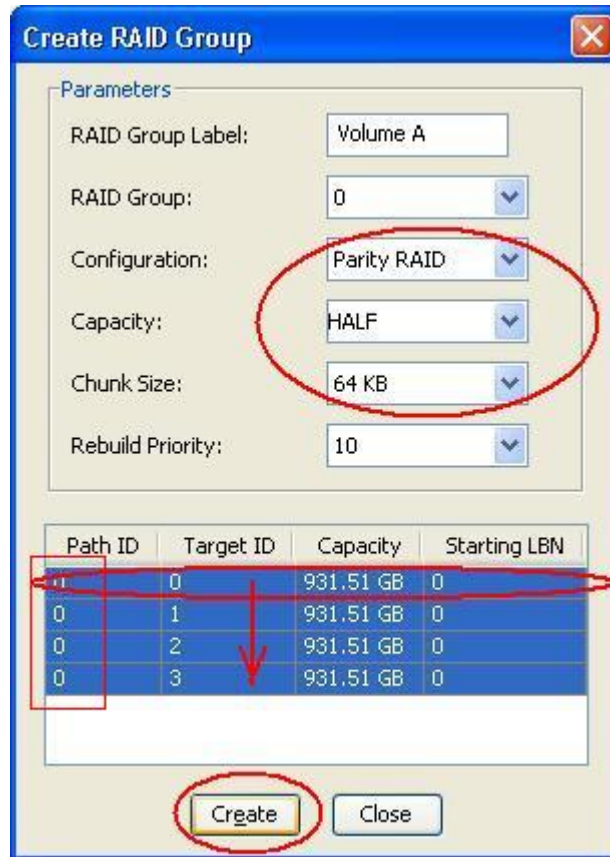 Create RAID Group
Parameters
RAID Group Label: Volume A
RAID Group: 0
Configuration: Parity RAID
Capacity: HALF
Chunk Size: 64 KB
Rebuild Priority: 10
Path ID Target ID Capacity Starting LBN
0 0 931.51 GB 0
0 1 931.51 GB 0
0 2 931.51 GB 0
0 3 931.51 GB 0
Create Close